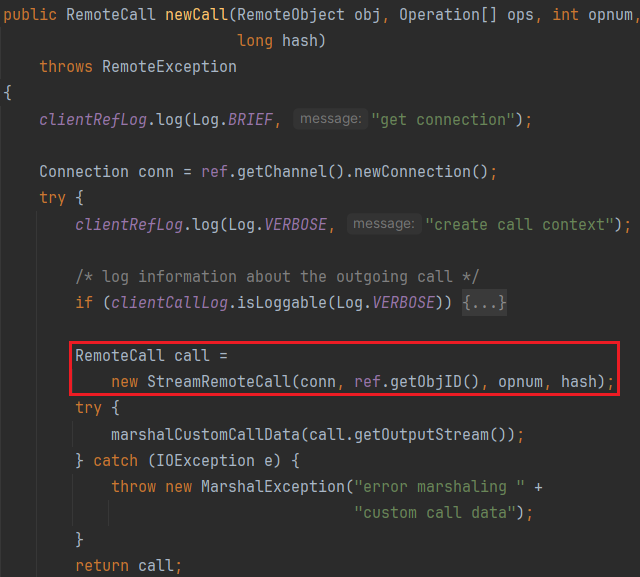 public RemoteCall newCall(RemoteObject obj, Operation[] ops, int opnum,
long hash)
throws RemoteException
{
clientRefLog.log(Log.BRIEF, message: "get connection");
Connection conn = ref.getChannel().newConnection();
try {
clientRefLog.log(Log.VERBOSE, message: "create call context");
/* log information about the outgoing call */
if (clientCallLog.isLoggable(Log.VERBOSE)) {...}
RemoteCall call =
new StreamRemoteCall(conn, ref.getObjID(), opnum, hash);
try {
marshalCustomCallData(call.getOutputStream());
} catch (IOException e) {
throw new MarshalException("error marshaling " +
"custom call data");
}
return call;